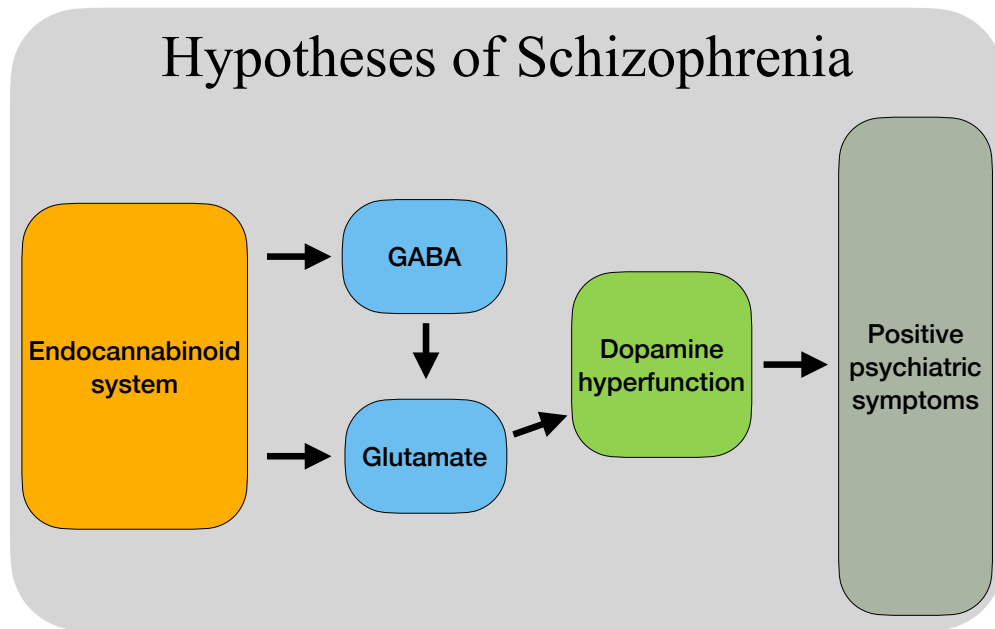 Hypotheses of Schizophrenia
Endocannabinoid
system
GABA
Glutamate
Dopamine
hyperfunction
Positive
psychiatric
symptoms